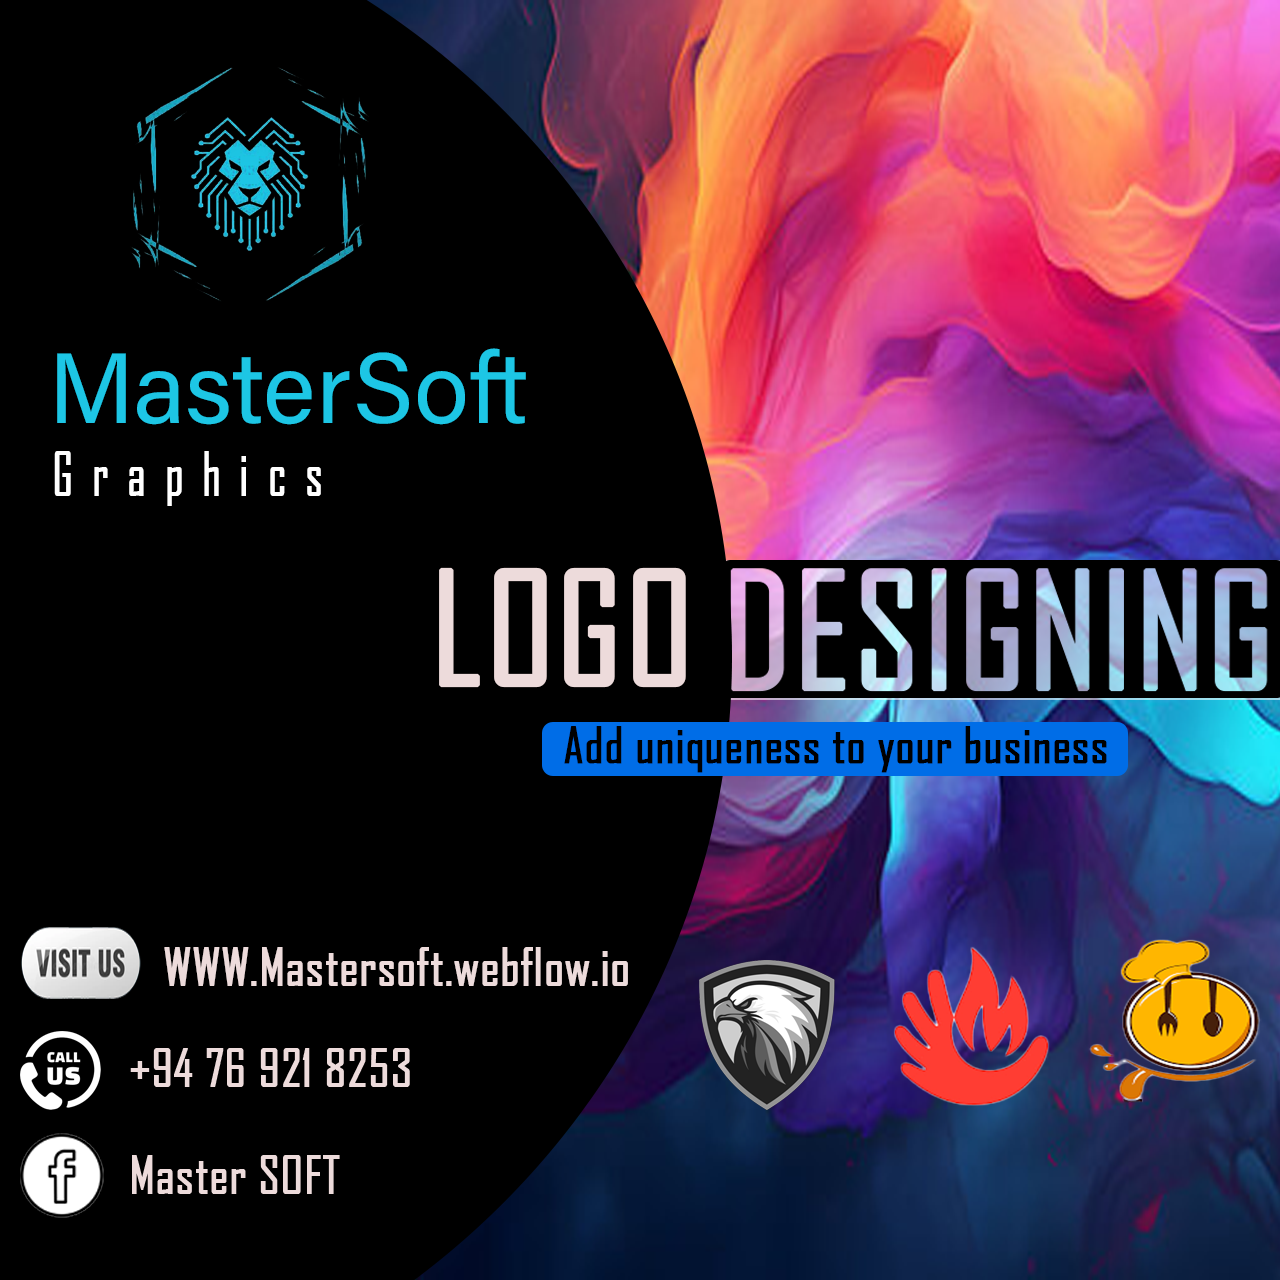 MasterSoft
Graphics
LOGO DESIGNING
Add uniqueness to your business
VISIT US WWW.Mastersoft.webflow.io
CALL
US
+94 76 921 8253
f Master SOFT